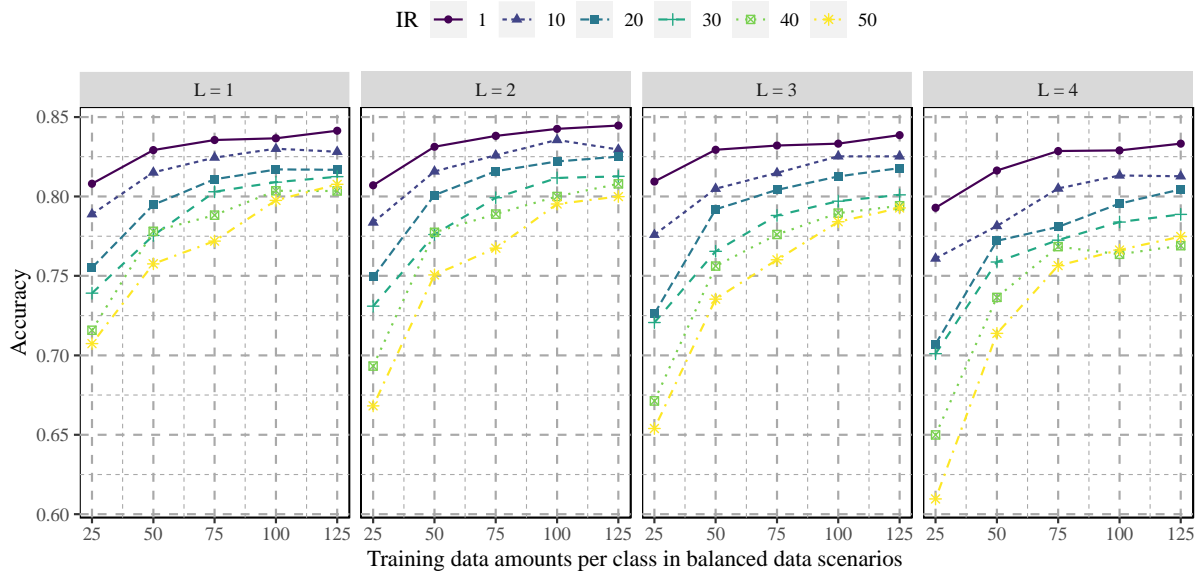 IR 1 10 20 30 40 50
L = 1 L = 2 L = 3 L = 4
0.85
0.80
0.75
0.70
0.65
0.60
Accuracy
25 50 75 100 125 25 50 75 100 125 25 50 75 100 125 25 50 75 100 125
Training data amounts per class in balanced data scenarios